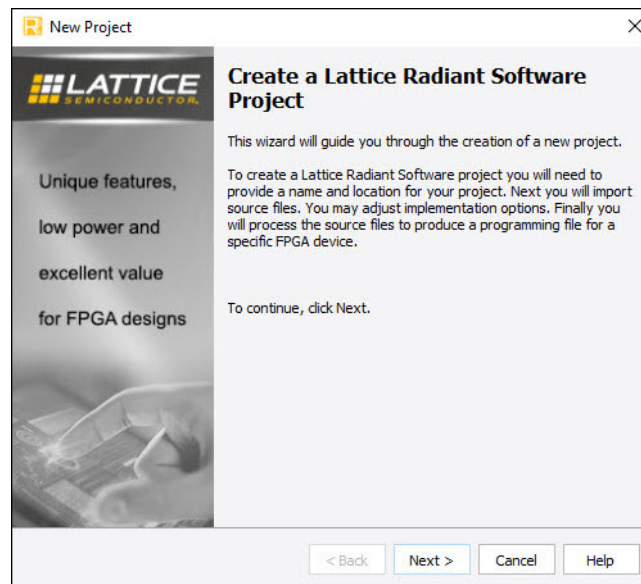 New Project
LATTICE
SEMICONDUCTOR.
Unique features,
low power and
excellent value
for FPGA designs
Create a Lattice Radiant Software
Project
This wizard will guide you through the creation of a new project.
To create a Lattice Radiant Software project you will need to
provide a name and location for your project. Next you will import
source files. You may adjust implementation options. Finally you
will process the source files to produce a programming file for a
specific FPGA device.
To continue, click Next.
< Back
Next >
Cancel
Help